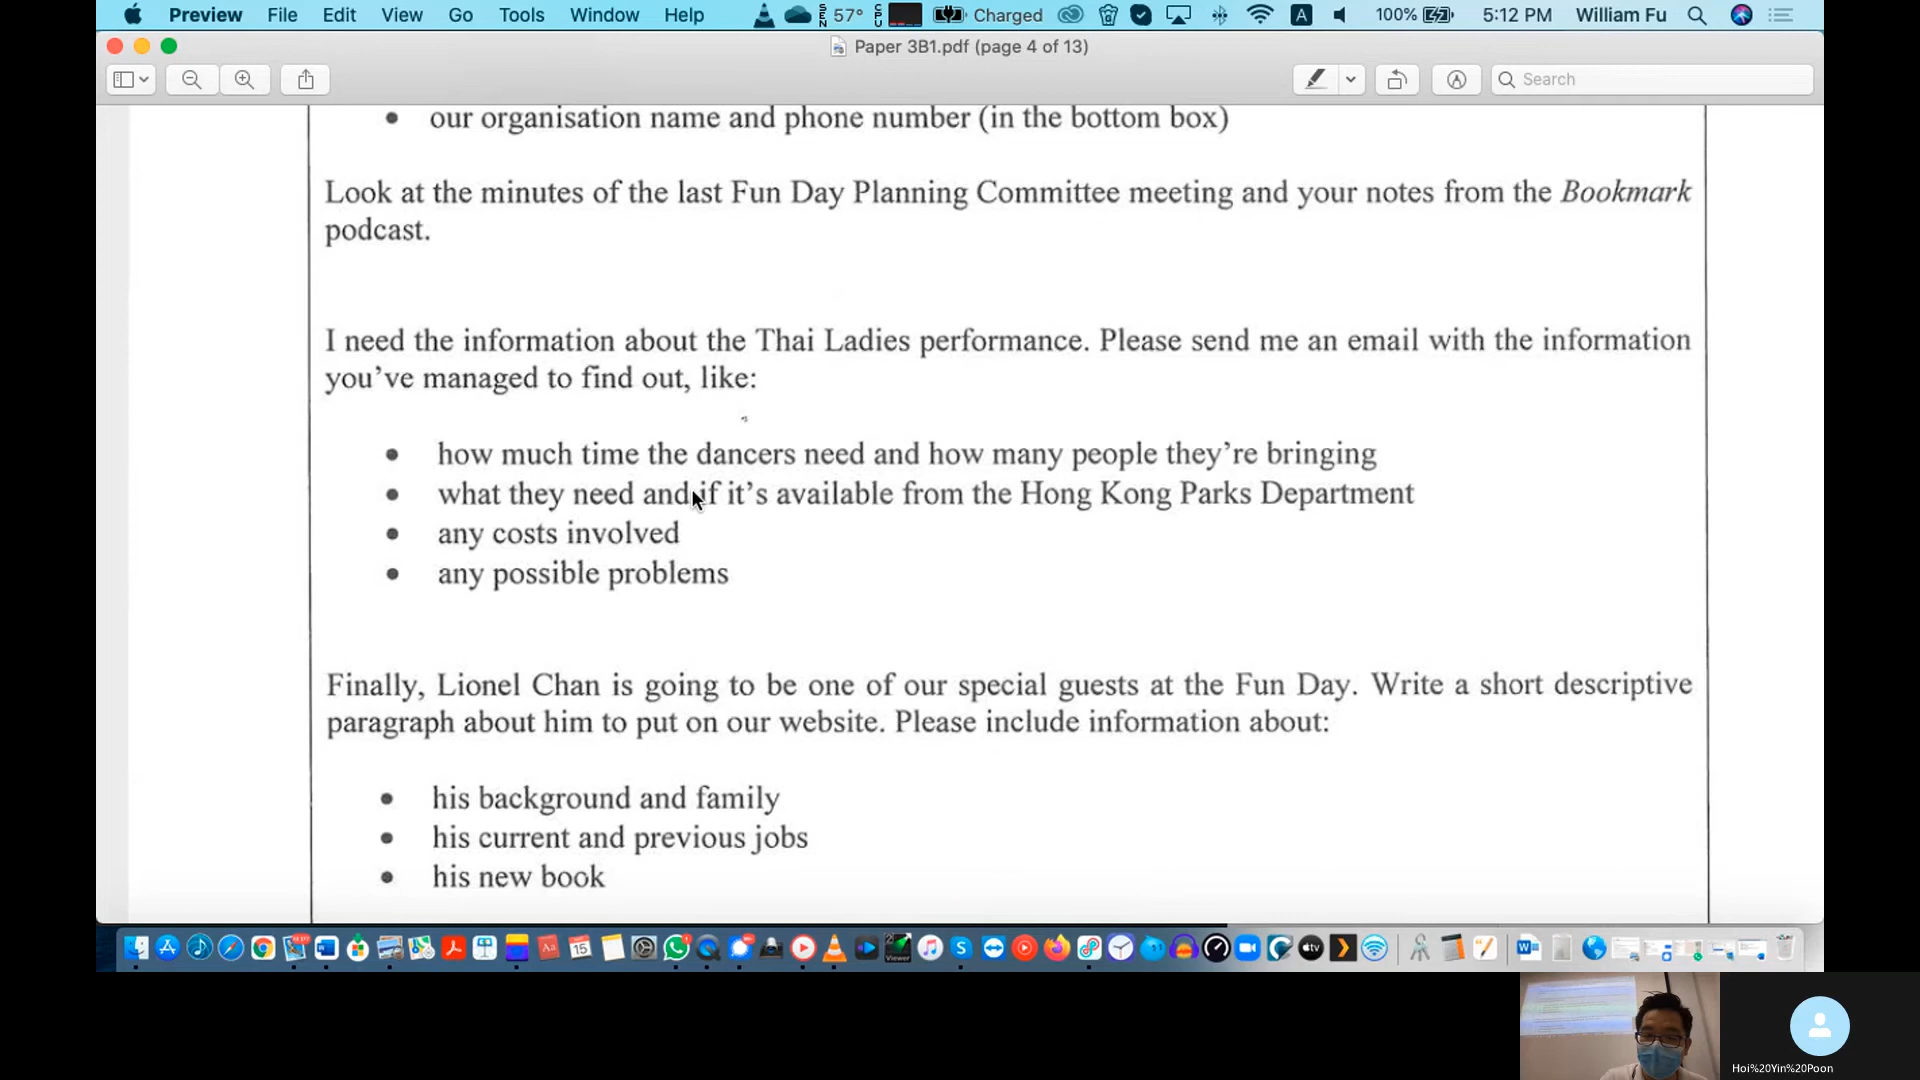 Preview File Edit View Go Tools Window Help SEN 57° CPU Charged A 100% 5:12 PM William Fu
Paper 3B1.pdf (page 4 of 13)
Search
• our organisation name and phone number (in the bottom box)
Look at the minutes of the last Fun Day Planning Committee meeting and your notes from the Bookmark
podcast.
I need the information about the Thai Ladies performance. Please send me an email with the information
you've managed to find out, like:
• how much time the dancers need and how many people they're bringing
• what they need and if it's available from the Hong Kong Parks Department
• any costs involved
• any possible problems
Finally, Lionel Chan is going to be one of our special guests at the Fun Day. Write a short descriptive
paragraph about him to put on our website. Please include information about:
• his background and family
• his current and previous jobs
• his new book
Hoi%20Yin%20Poon